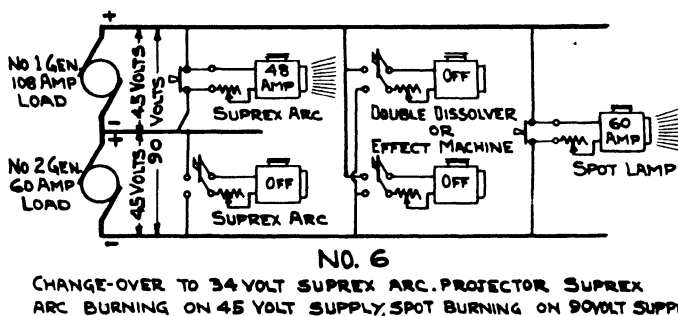 +
No 1 GEN.
108 AMP
LOAD
45 VOLTS
90 VOLTS
48
AMP
SUPREX ARC
OFF
DOUBLE DISSOLVER
OR
EFFECT MACHINE
60
AMP
SPOT LAMP
-
+
No 2 GEN.
60 AMP
LOAD
45 VOLTS
OFF
SUPREX ARC
OFF
-
NO. 6
CHANGE-OVER TO 34 VOLT SUPREX ARC. PROJECTOR SUPREX
ARC BURNING ON 45 VOLT SUPPLY, SPOT BURNING ON 90 VOLT